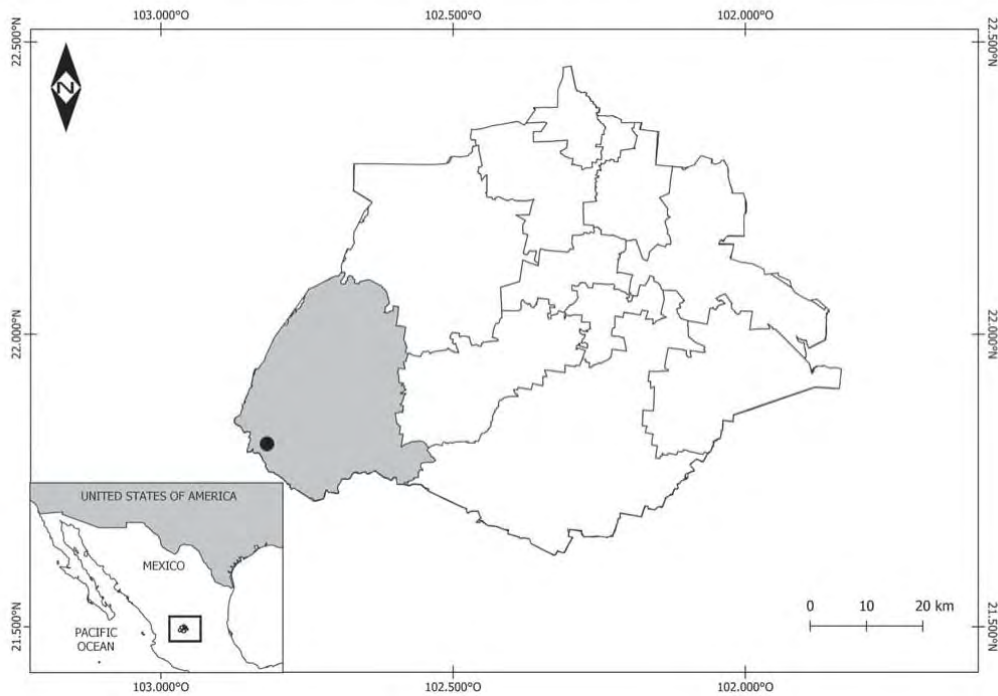 103.000°O 102.500°O 102.000°O
22.500°N
22.500°N
N
22.000°N
22.000°N
UNITED STATES OF AMERICA
MEXICO
PACIFIC
OCEAN
0 10 20 km
21.500°N
21.500°N
103.000°O 102.500°O 102.000°O